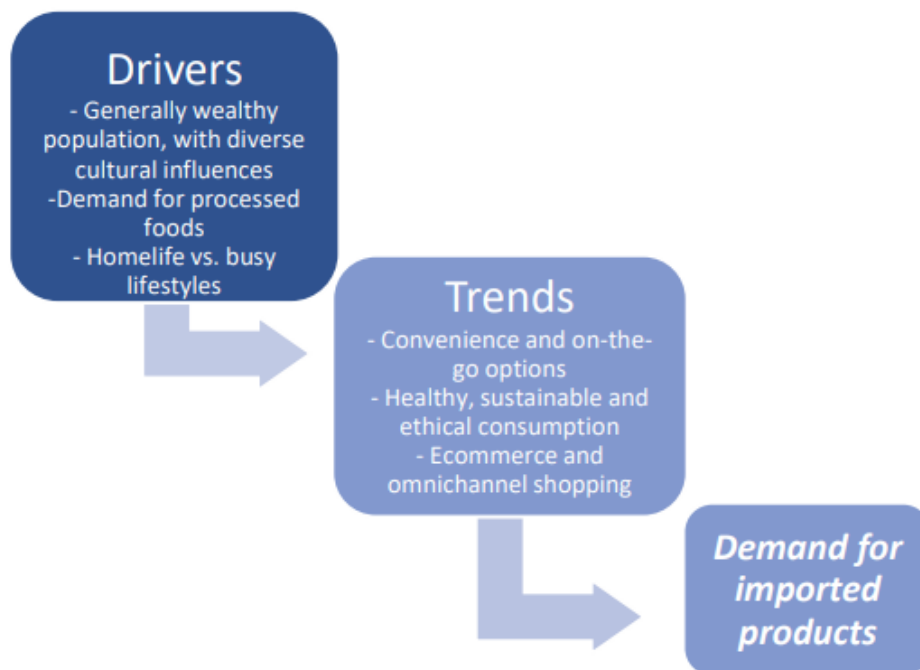 Drivers
- Generally wealthy
population, with diverse
cultural influences
-Demand for processed
foods
- Homelife vs. busy
lifestyles
Trends
- Convenience and on-the-
go options
- Healthy, sustainable and
ethical consumption
- Ecommerce and
omnichannel shopping
Demand for
imported
products